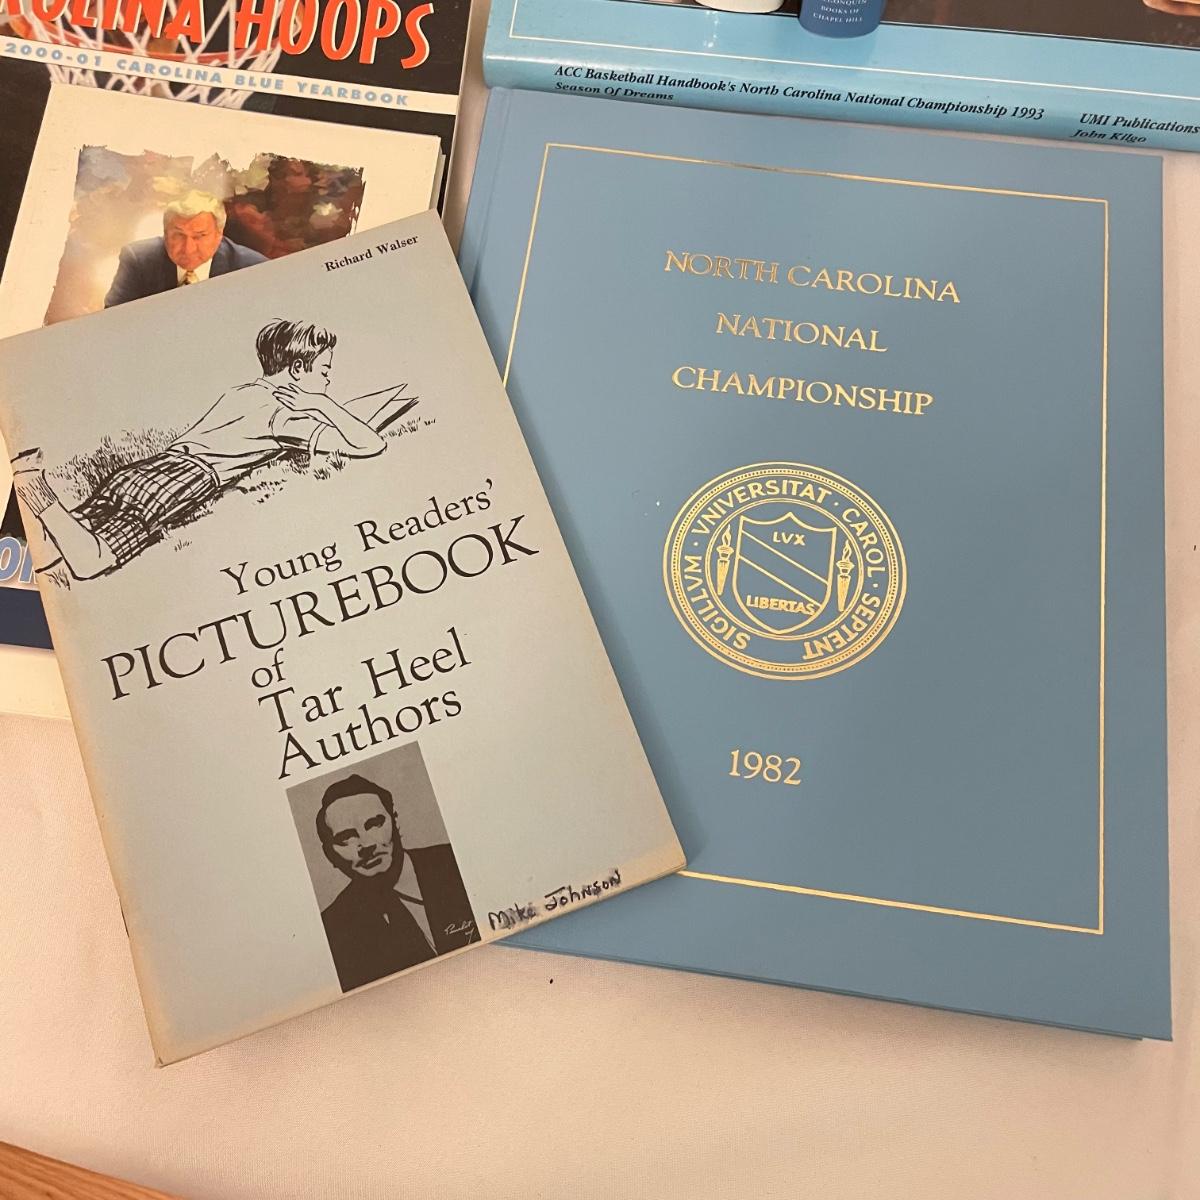 CAROLINA HOOPS
2000-01 CAROLINA BLUE YEARBOOK
ALGONQUIN
BOOKS OF
CHAPEL HILL
ACC Basketball Handbook's North Carolina National Championship 1993
UMI Publications
Season Of Dreams
John Kilgo
Richard Walser
Young Readers'
PICTUREBOOK
of
Tar Heel
Authors
Mike Johnson
NORTH CAROLINA
NATIONAL
CHAMPIONSHIP
SIGILLVM · VNIVERSITAT · CAROL · SEPTENT
LVX
LIBERTAS
1982